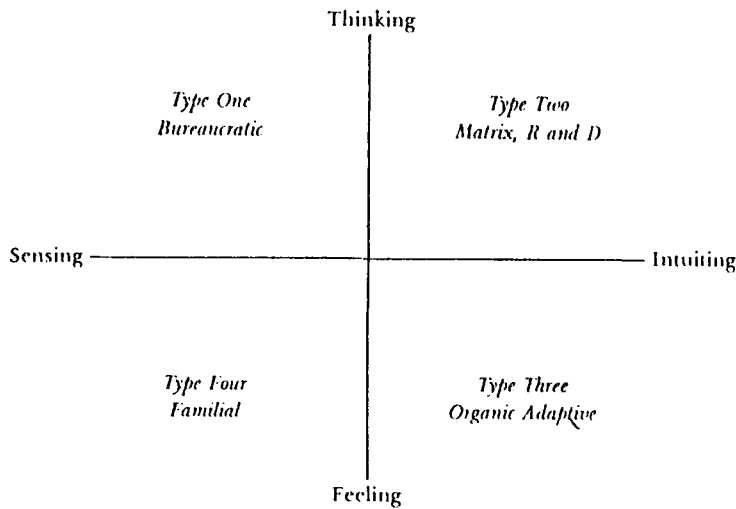 Thinking
Type One
Bureaucratic
Type Two
Matrix, R and D
Sensing
Intuiting
Type Four
Familial
Type Three
Organic Adaptive
Feeling